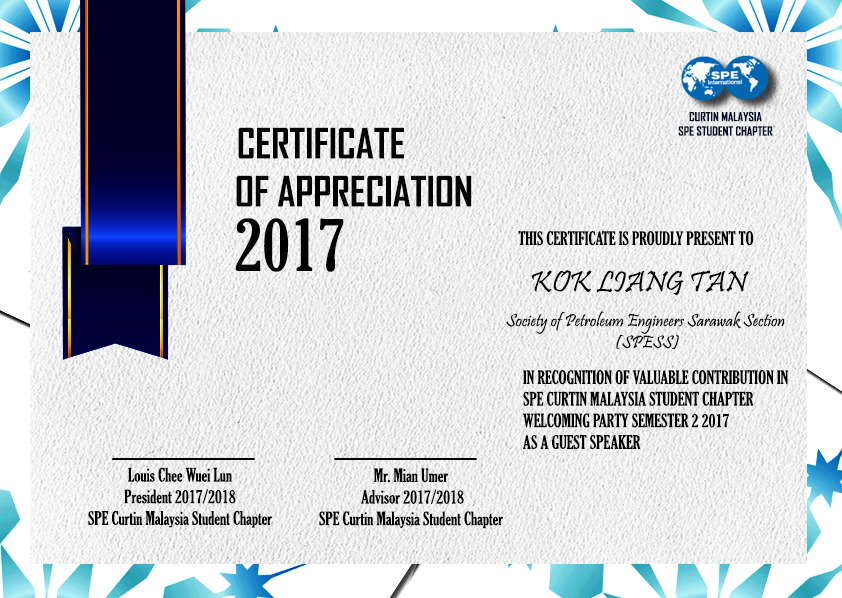 SPE
International
CURTIN MALAYSIA
SPE STUDENT CHAPTER
CERTIFICATE
OF APPRECIATION
2017
THIS CERTIFICATE IS PROUDLY PRESENT TO
KOK LIANG TAN
Society of Petroleum Engineers Sarawak Section
(SPESS)
IN RECOGNITION OF VALUABLE CONTRIBUTION IN
SPE CURTIN MALAYSIA STUDENT CHAPTER
WELCOMING PARTY SEMESTER 2 2017
AS A GUEST SPEAKER
Louis Chee Wuei Lun
President 2017/2018
SPE Curtin Malaysia Student Chapter
Mr. Mian Umer
Advisor 2017/2018
SPE Curtin Malaysia Student Chapter